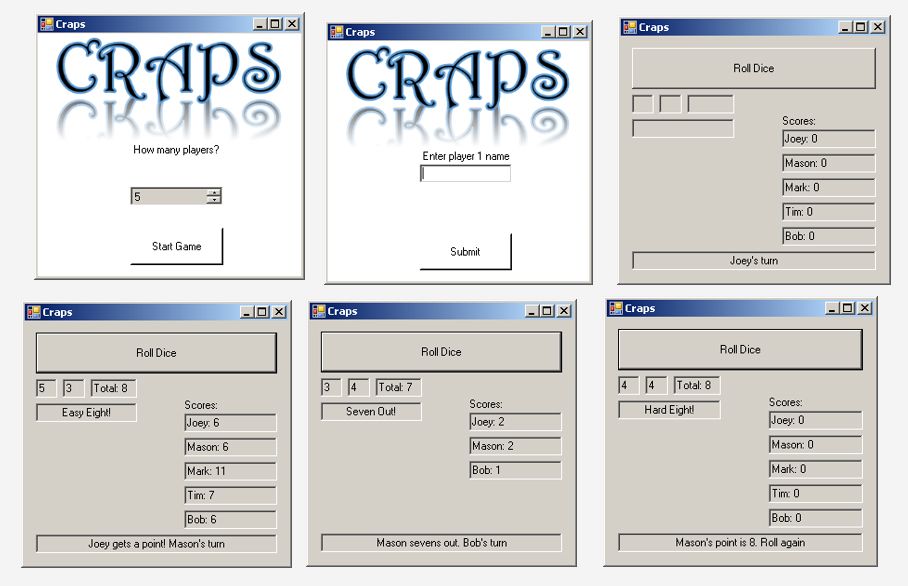 Craps
CRAPS
How many players?
5
Start Game
Craps
CRAPS
Enter player 1 name
Submit
Craps
Roll Dice
Scores:
Joey: 0
Mason: 0
Mark: 0
Tim: 0
Bob: 0
Joey's turn
Craps
Roll Dice
5 3 Total: 8
Easy Eight!
Scores:
Joey: 6
Mason: 6
Mark: 11
Tim: 7
Bob: 6
Joey gets a point! Mason's turn
Craps
Roll Dice
3 4 Total: 7
Seven Out!
Scores:
Joey: 2
Mason: 2
Bob: 1
Mason sevens out. Bob's turn
Craps
Roll Dice
4 4 Total: 8
Hard Eight!
Scores:
Joey: 0
Mason: 0
Mark: 0
Tim: 0
Bob: 0
Mason's point is 8. Roll again